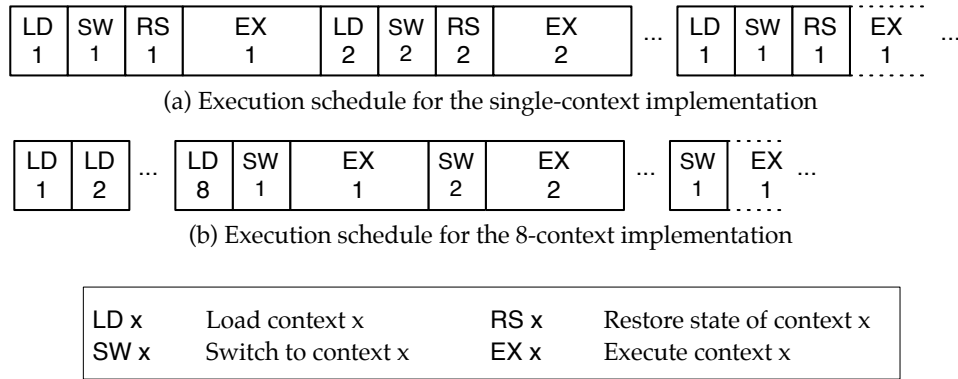 LD SW RS EX LD SW RS EX ... LD SW RS EX ...
1 1 1 1 2 2 2 2 1 1 1 1
(a) Execution schedule for the single-context implementation
LD LD ... LD SW EX SW EX ... SW EX ...
1 2 8 1 1 2 2 1 1
(b) Execution schedule for the 8-context implementation
LD x Load context x RS x Restore state of context x
SW x Switch to context x EX x Execute context x